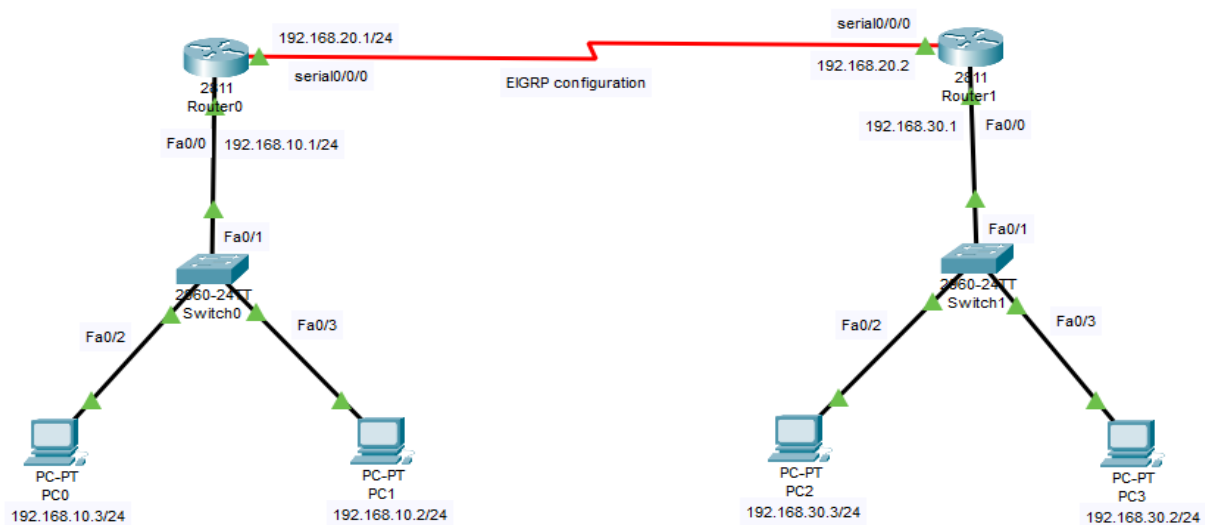 192.168.20.1/24
serial0/0/0
2811
Router0
Fa0/0
192.168.10.1/24
EIGRP configuration
serial0/0/0
192.168.20.2
2811
Router1
192.168.30.1
Fa0/0
Fa0/1
2960-24TT
Switch0
Fa0/2
Fa0/3
PC-PT
PC0
192.168.10.3/24
PC-PT
PC1
192.168.10.2/24
Fa0/1
2960-24TT
Switch1
Fa0/2
Fa0/3
PC-PT
PC2
192.168.30.3/24
PC-PT
PC3
192.168.30.2/24